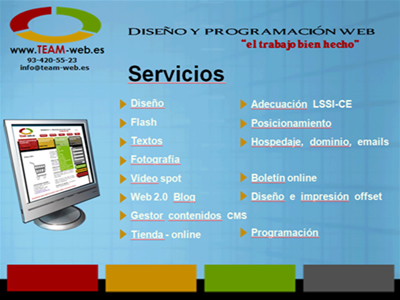 DISEÑO Y PROGRAMACIÓN WEB
"el trabajo bien hecho"
www.TEAM-web.es
93-420-55-23
info@team-web.es
Servicios
Diseño
Flash
Textos
Fotografía
Vídeo spot
Web 2.0 Blog
Gestor contenidos CMS
Tienda - online
Adecuación LSSI-CE
Posicionamiento
Hospedaje, dominio, emails
Boletín online
Diseño e impresión offset
Programación